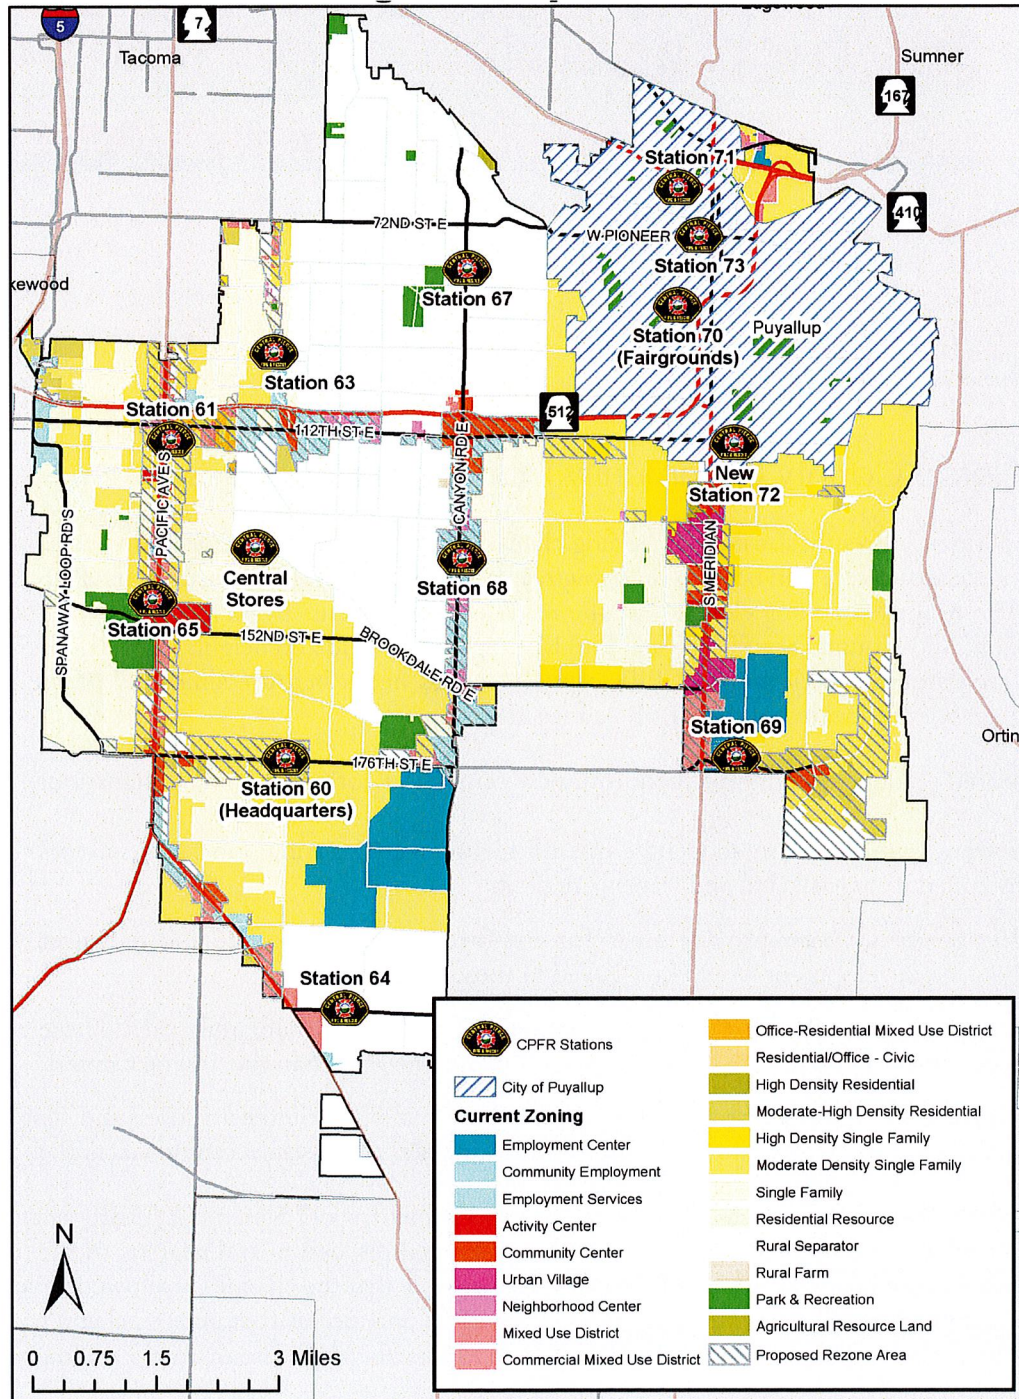 5
7
Tacoma
Sumner
167
Station 71
410
72ND ST E
W PIONEER
Station 73
Station 67
kewood
Station 70
(Fairgrounds)
Puyallup
Station 63
Station 61
512
112TH ST E
CANYON RD E
New
Station 72
PACIFIC AVE S
S MERIDIAN
SPANAWAY LOOP RD S
Central
Stores
Station 68
Station 65
152ND ST E
BROOKDALE RD E
Station 69
Ortin
176TH ST E
Station 60
(Headquarters)
Station 64
CPFR Stations
City of Puyallup
Current Zoning
Employment Center
Community Employment
Employment Services
Activity Center
Community Center
Urban Village
Neighborhood Center
Mixed Use District
Commercial Mixed Use District
Office-Residential Mixed Use District
Residential/Office - Civic
High Density Residential
Moderate-High Density Residential
High Density Single Family
Moderate Density Single Family
Single Family
Residential Resource
Rural Separator
Rural Farm
Park & Recreation
Agricultural Resource Land
Proposed Rezone Area
N
0 0.75 1.5 3 Miles